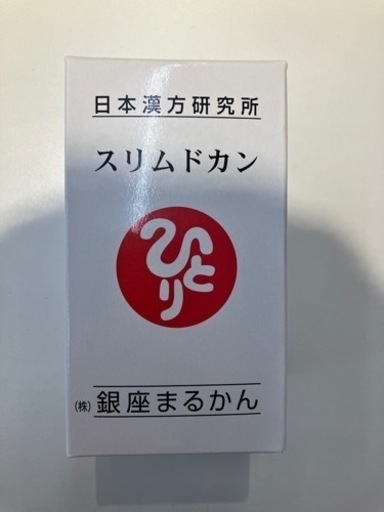 日本漢方研究所
スリムドカン
ひとり
(株) 銀座まるかん